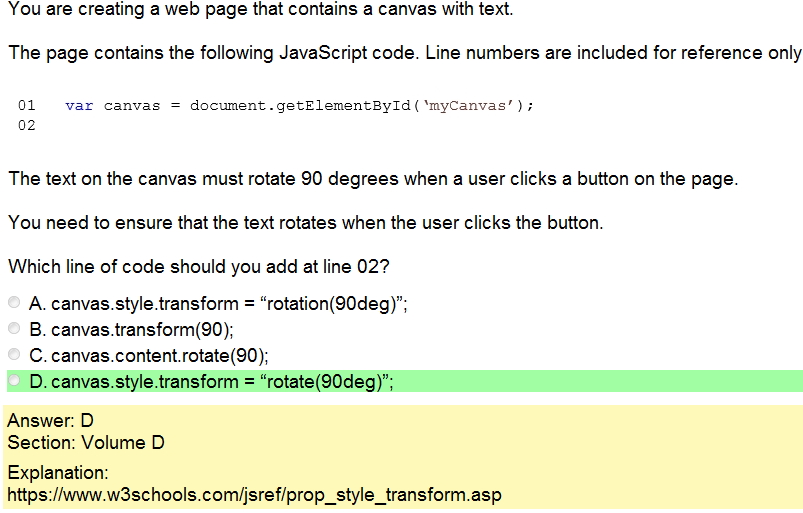 You are creating a web page that contains a canvas with text.
The page contains the following JavaScript code. Line numbers are included for reference only
01 var canvas = document.getElementById(‘myCanvas’);
02
The text on the canvas must rotate 90 degrees when a user clicks a button on the page.
You need to ensure that the text rotates when the user clicks the button.
Which line of code should you add at line 02?
A. canvas.style.transform = “rotation(90deg)”;
B. canvas.transform(90);
C. canvas.content.rotate(90);
D. canvas.style.transform = “rotate(90deg)”;
Answer: D
Section: Volume D
Explanation:
https://www.w3schools.com/jsref/prop_style_transform.asp